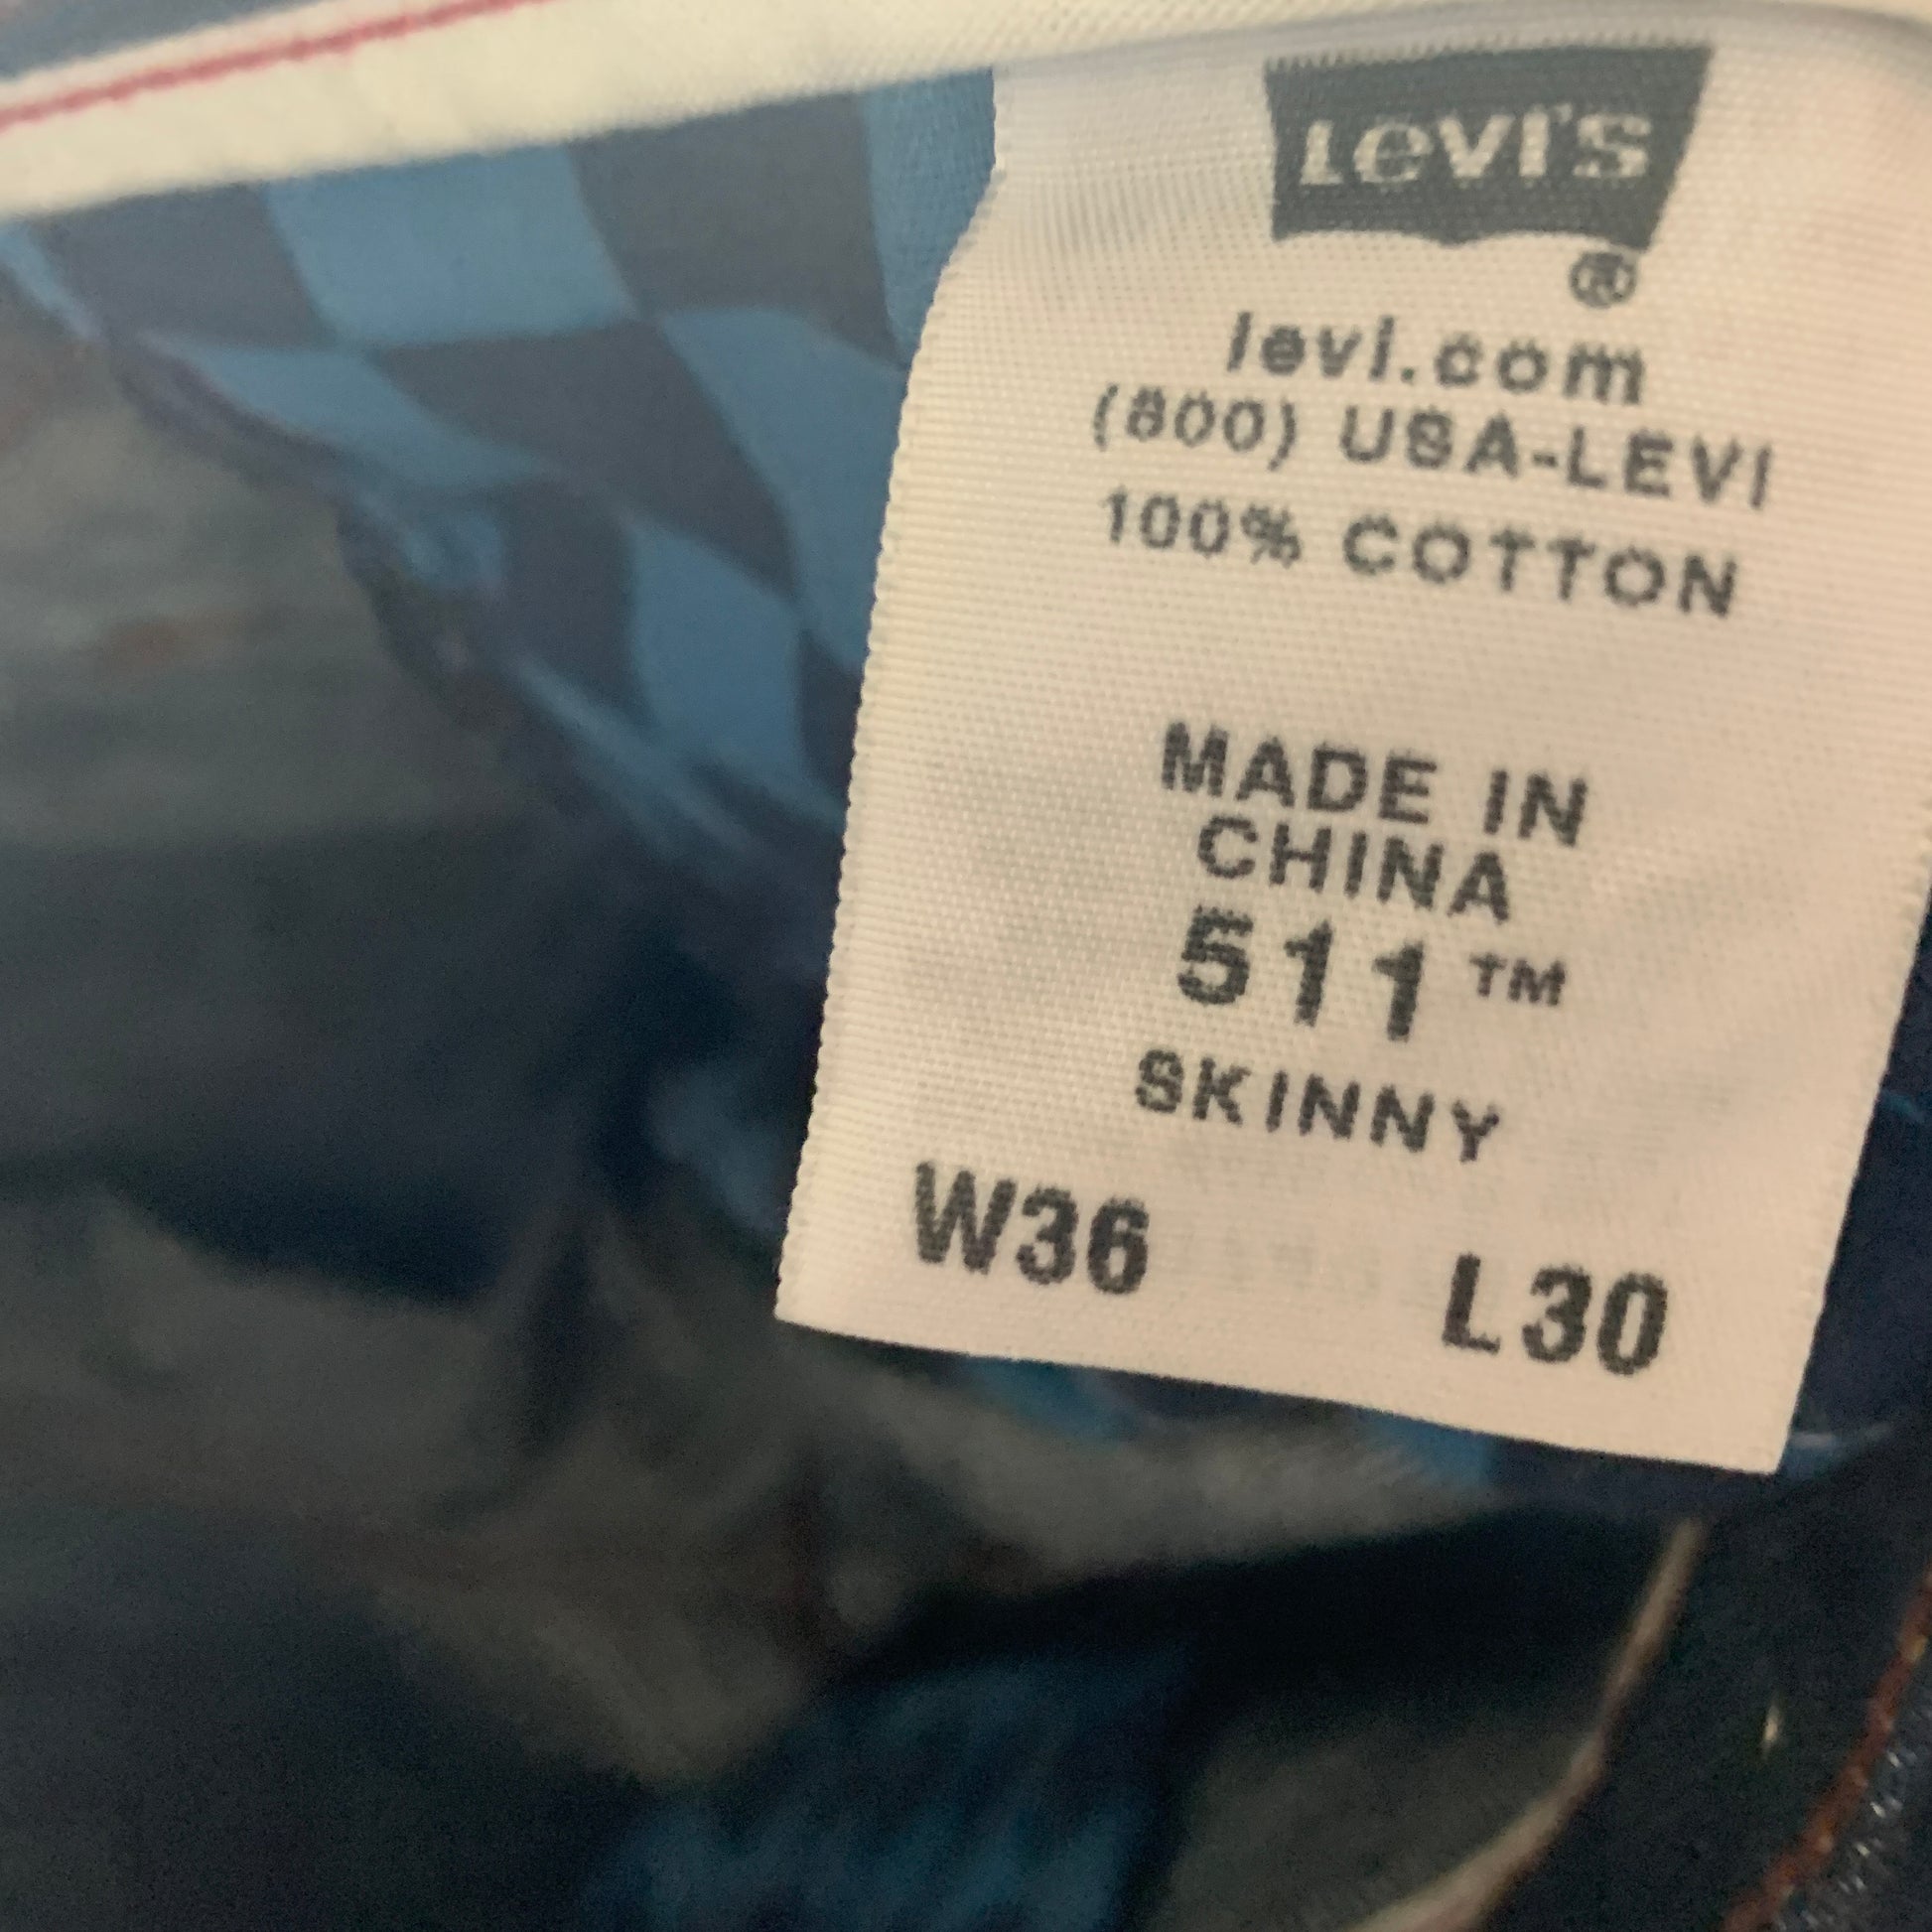 Levi's
®
levi.com
(800) USA-LEVI
100% COTTON
MADE IN
CHINA
511™
SKINNY
W36 L30